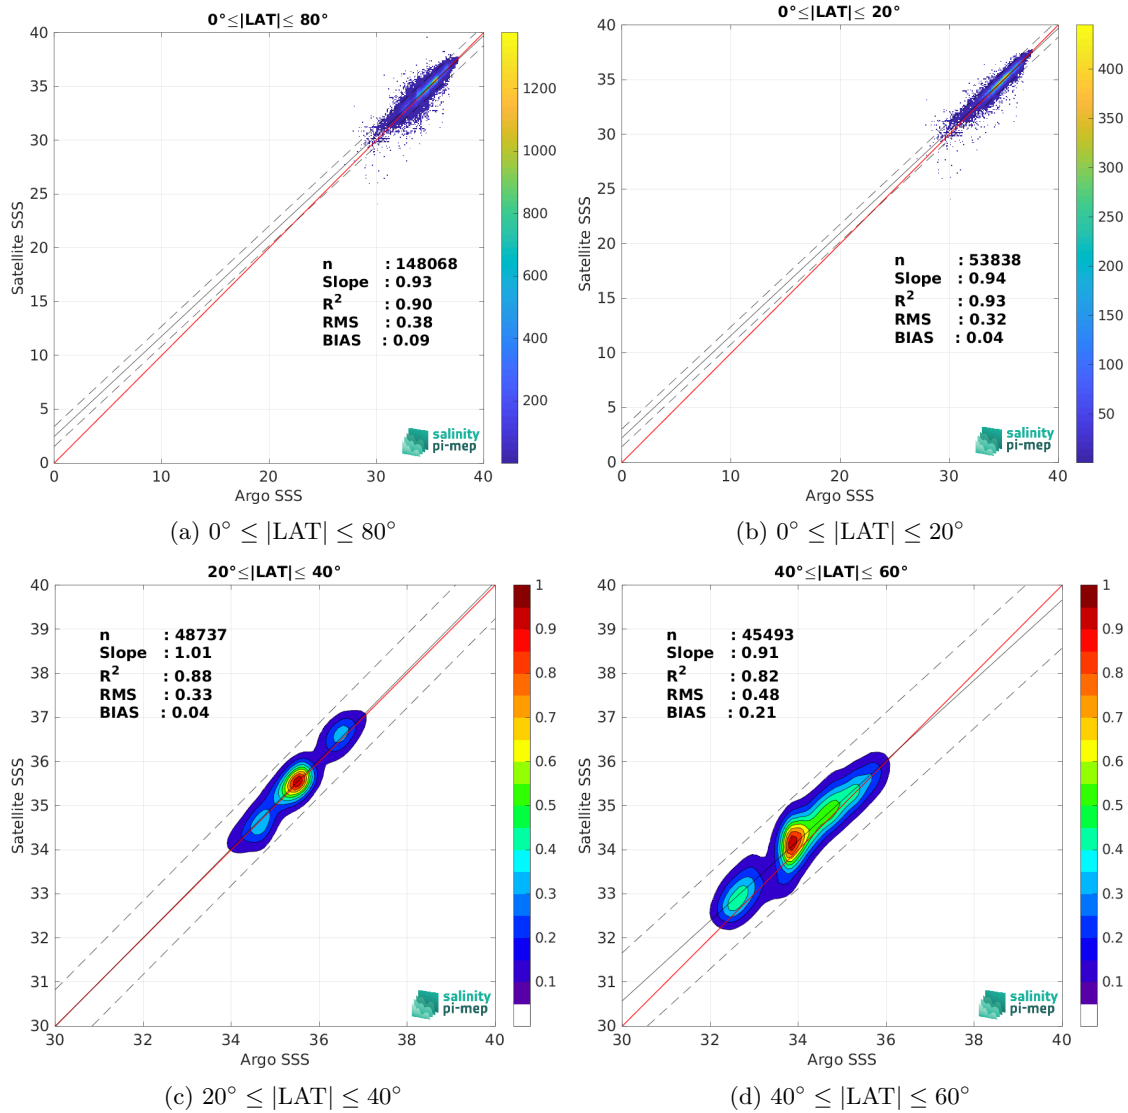 0°≤|LAT|≤ 80°
40
35
30
25
20
15
10
5
0
Satellite SSS
n : 148068
Slope : 0.93
R² : 0.90
RMS : 0.38
BIAS : 0.09
salinity
pi-mep
0 10 20 30 40
Argo SSS
1200
1000
800
600
400
200
(a) 0° ≤ |LAT| ≤ 80°
0°≤|LAT|≤ 20°
40
35
30
25
20
15
10
5
0
Satellite SSS
n : 53838
Slope : 0.94
R² : 0.93
RMS : 0.32
BIAS : 0.04
salinity
pi-mep
0 10 20 30 40
Argo SSS
400
350
300
250
200
150
100
50
(b) 0° ≤ |LAT| ≤ 20°
20°≤|LAT|≤ 40°
40
39
38
37
36
35
34
33
32
31
30
Satellite SSS
n : 48737
Slope : 1.01
R² : 0.88
RMS : 0.33
BIAS : 0.04
salinity
pi-mep
30 32 34 36 38 40
Argo SSS
1
0.9
0.8
0.7
0.6
0.5
0.4
0.3
0.2
0.1
(c) 20° ≤ |LAT| ≤ 40°
40°≤|LAT|≤ 60°
40
39
38
37
36
35
34
33
32
31
30
Satellite SSS
n : 45493
Slope : 0.91
R² : 0.82
RMS : 0.48
BIAS : 0.21
salinity
pi-mep
30 32 34 36 38 40
Argo SSS
1
0.9
0.8
0.7
0.6
0.5
0.4
0.3
0.2
0.1
(d) 40° ≤ |LAT| ≤ 60°